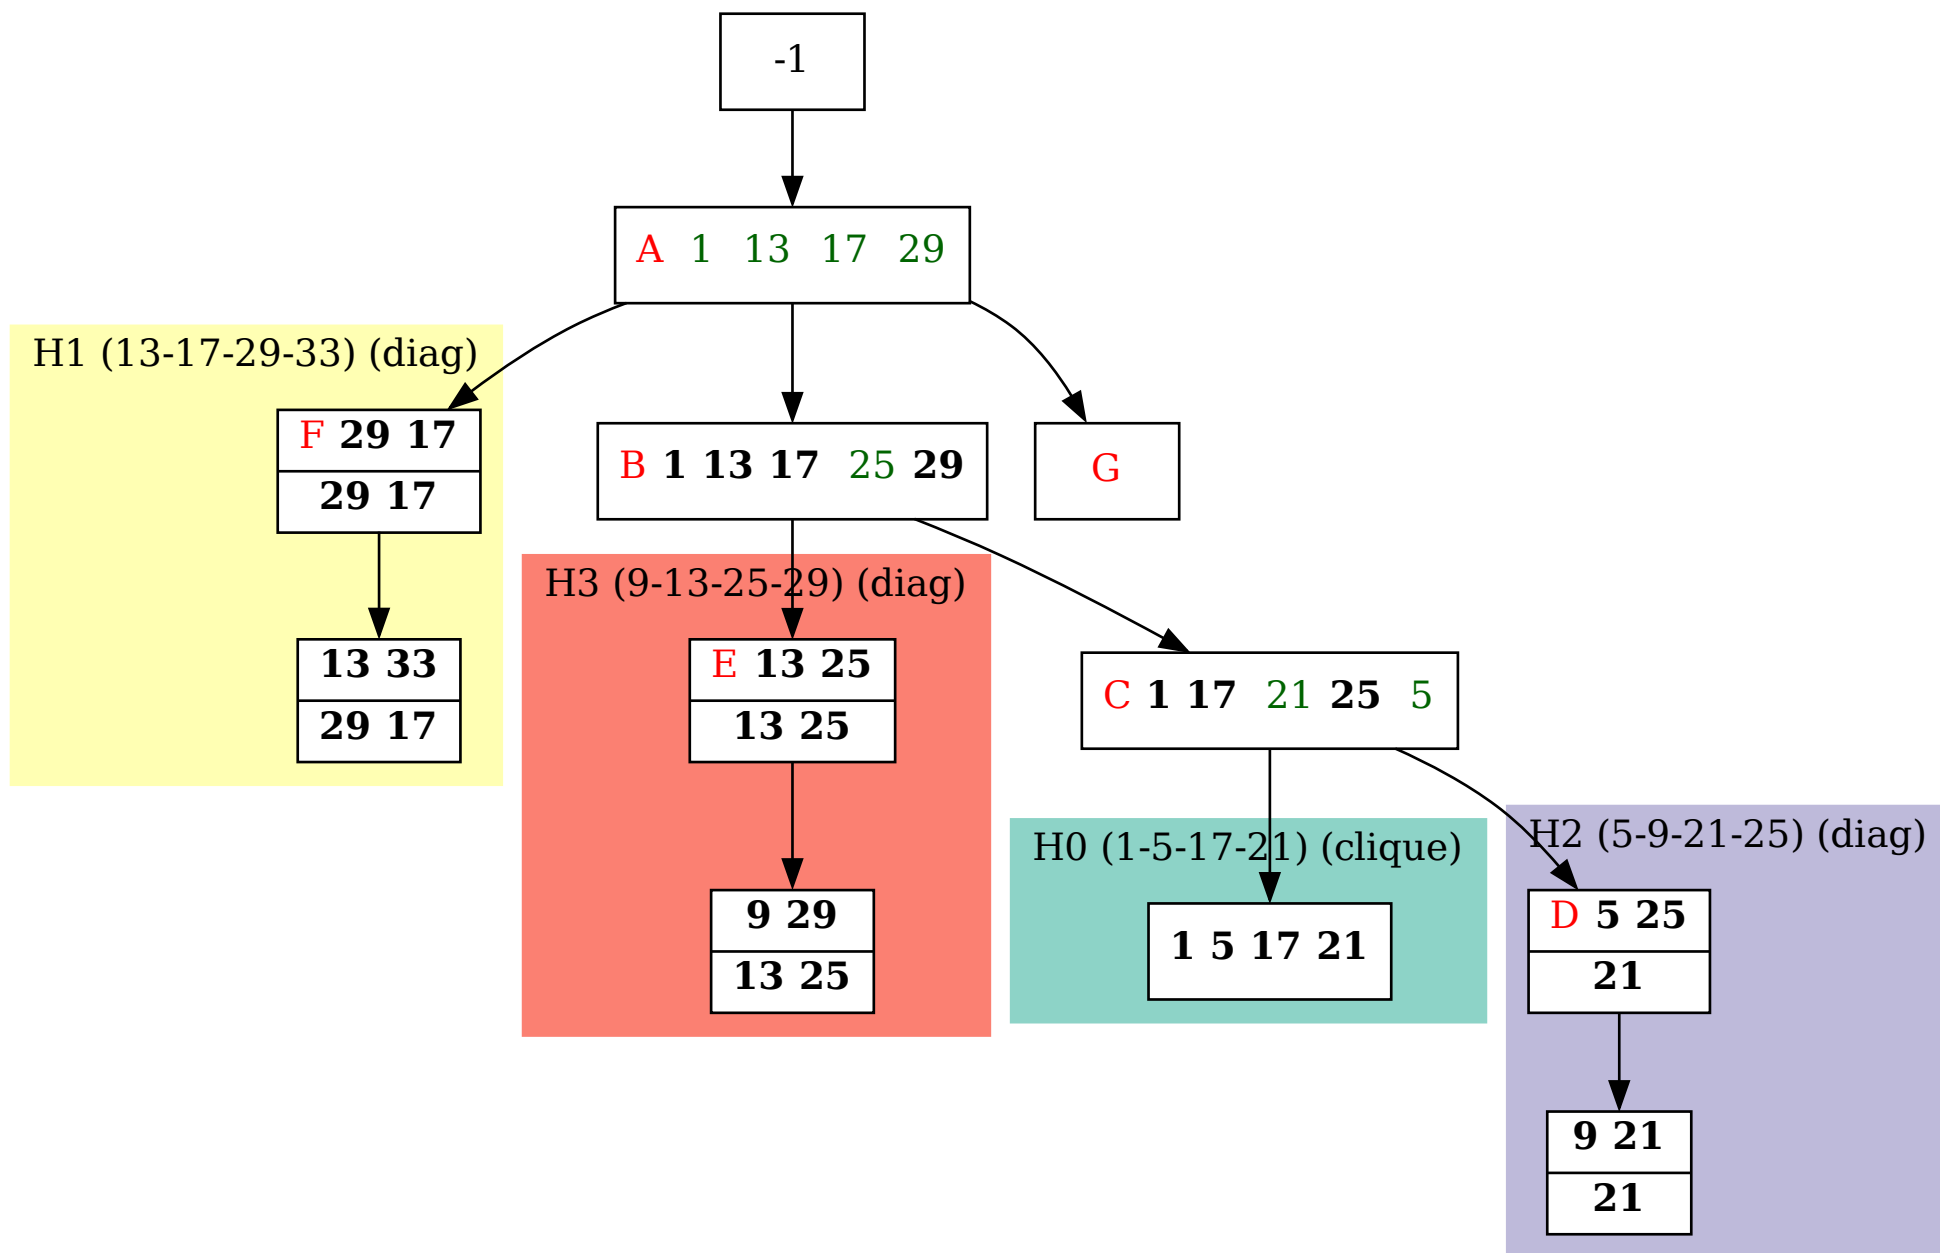 -1
A 1 13 17 29
H1 (13-17-29-33) (diag)
F 29 17
29 17
B 1 13 17 25 29
G
H3 (9-13-25-29) (diag)
13 33
29 17
E 13 25
13 25
C 1 17 21 25 5
H0 (1-5-17-21) (clique)
H2 (5-9-21-25) (diag)
9 29
13 25
1 5 17 21
D 5 25
21
9 21
21